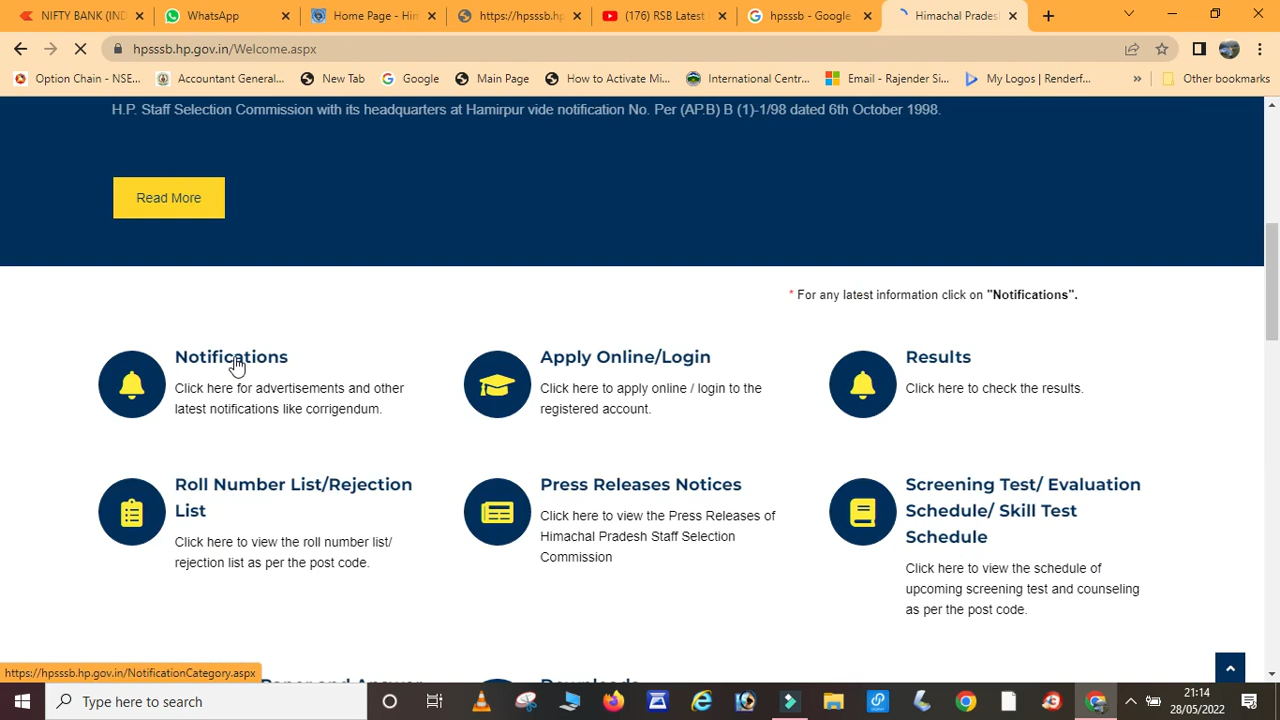 NIFTY BANK (IND
WhatsApp
Home Page - Him
https://hpsssb.hp
(176) RSB Latest
hpsssb - Google
Himachal Prades
hpsssb.hp.gov.in/Welcome.aspx
Option Chain - NSE...
Accountant General...
New Tab
Google
Main Page
How to Activate Mi...
International Centr...
Email - Rajender Si...
My Logos | Renderf...
»
Other bookmarks
H.P. Staff Selection Commission with its headquarters at Hamirpur vide notification No. Per (AP.B) B (1)-1/98 dated 6th October 1998.
Read More
* For any latest information click on "Notifications".
Notifications
Click here for advertisements and other
latest notifications like corrigendum.
Apply Online/Login
Click here to apply online / login to the
registered account.
Results
Click here to check the results.
Roll Number List/Rejection
List
Click here to view the roll number list/
rejection list as per the post code.
Press Releases Notices
Click here to view the Press Releases of
Himachal Pradesh Staff Selection
Commission
Screening Test/ Evaluation
Schedule/ Skill Test
Schedule
Click here to view the schedule of
upcoming screening test and counseling
as per the post code.
Paper and Answer
Downloads
https://hpsssb.hp.gov.in/NotificationCategory.aspx
Type here to search
21:14
28/05/2022